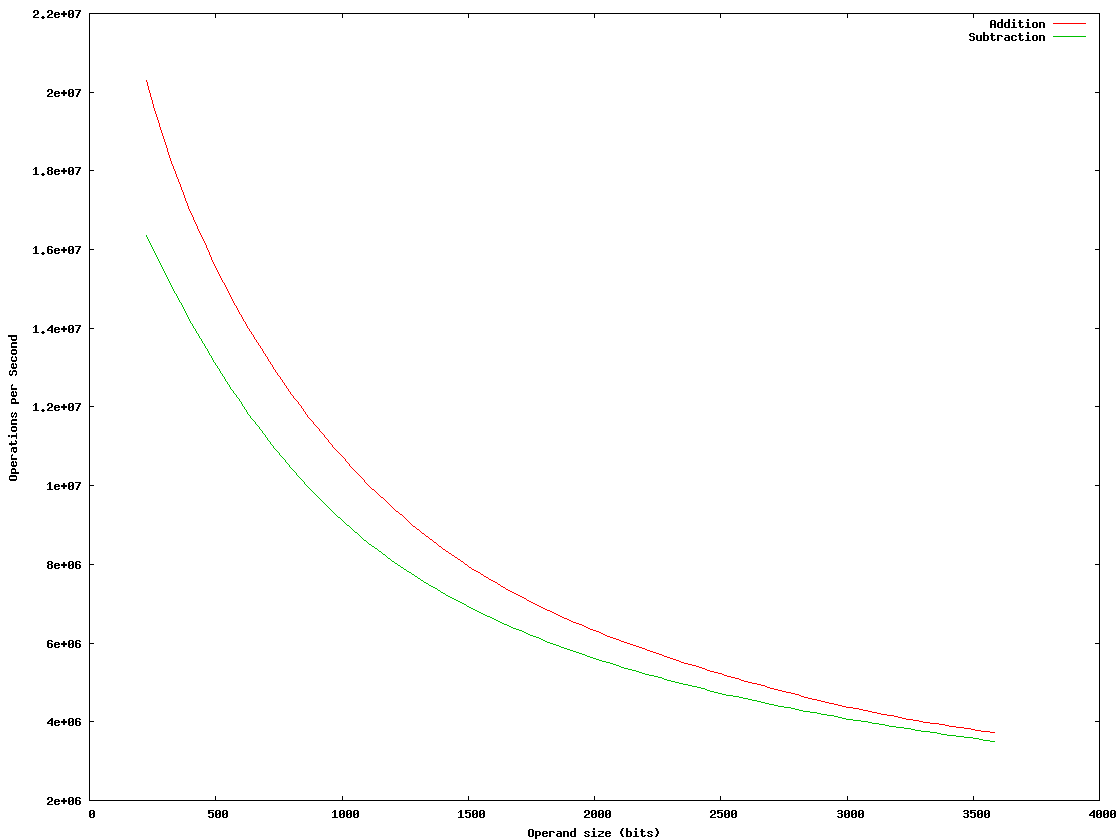 2.2e+07
Addition
Subtraction
2e+07
1.8e+07
1.6e+07
1.4e+07
Operations per Second
1.2e+07
1e+07
8e+06
6e+06
4e+06
2e+06
0 500 1000 1500 2000 2500 3000 3500 4000
Operand size (bits)